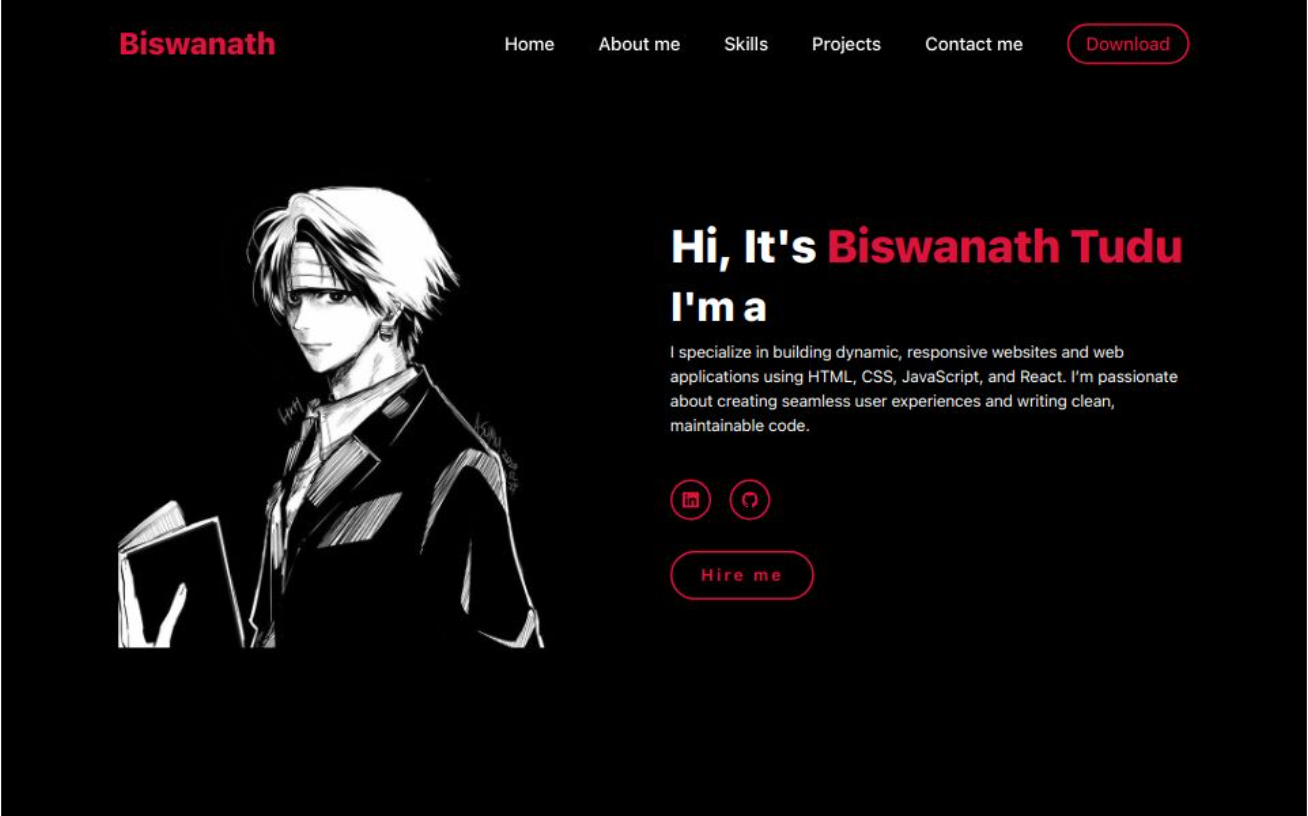 Biswanath
Home About me Skills Projects Contact me Download
Hi, It's Biswanath Tudu
I'm a
I specialize in building dynamic, responsive websites and web
applications using HTML, CSS, JavaScript, and React. I’m passionate
about creating seamless user experiences and writing clean,
maintainable code.
in
Hire me